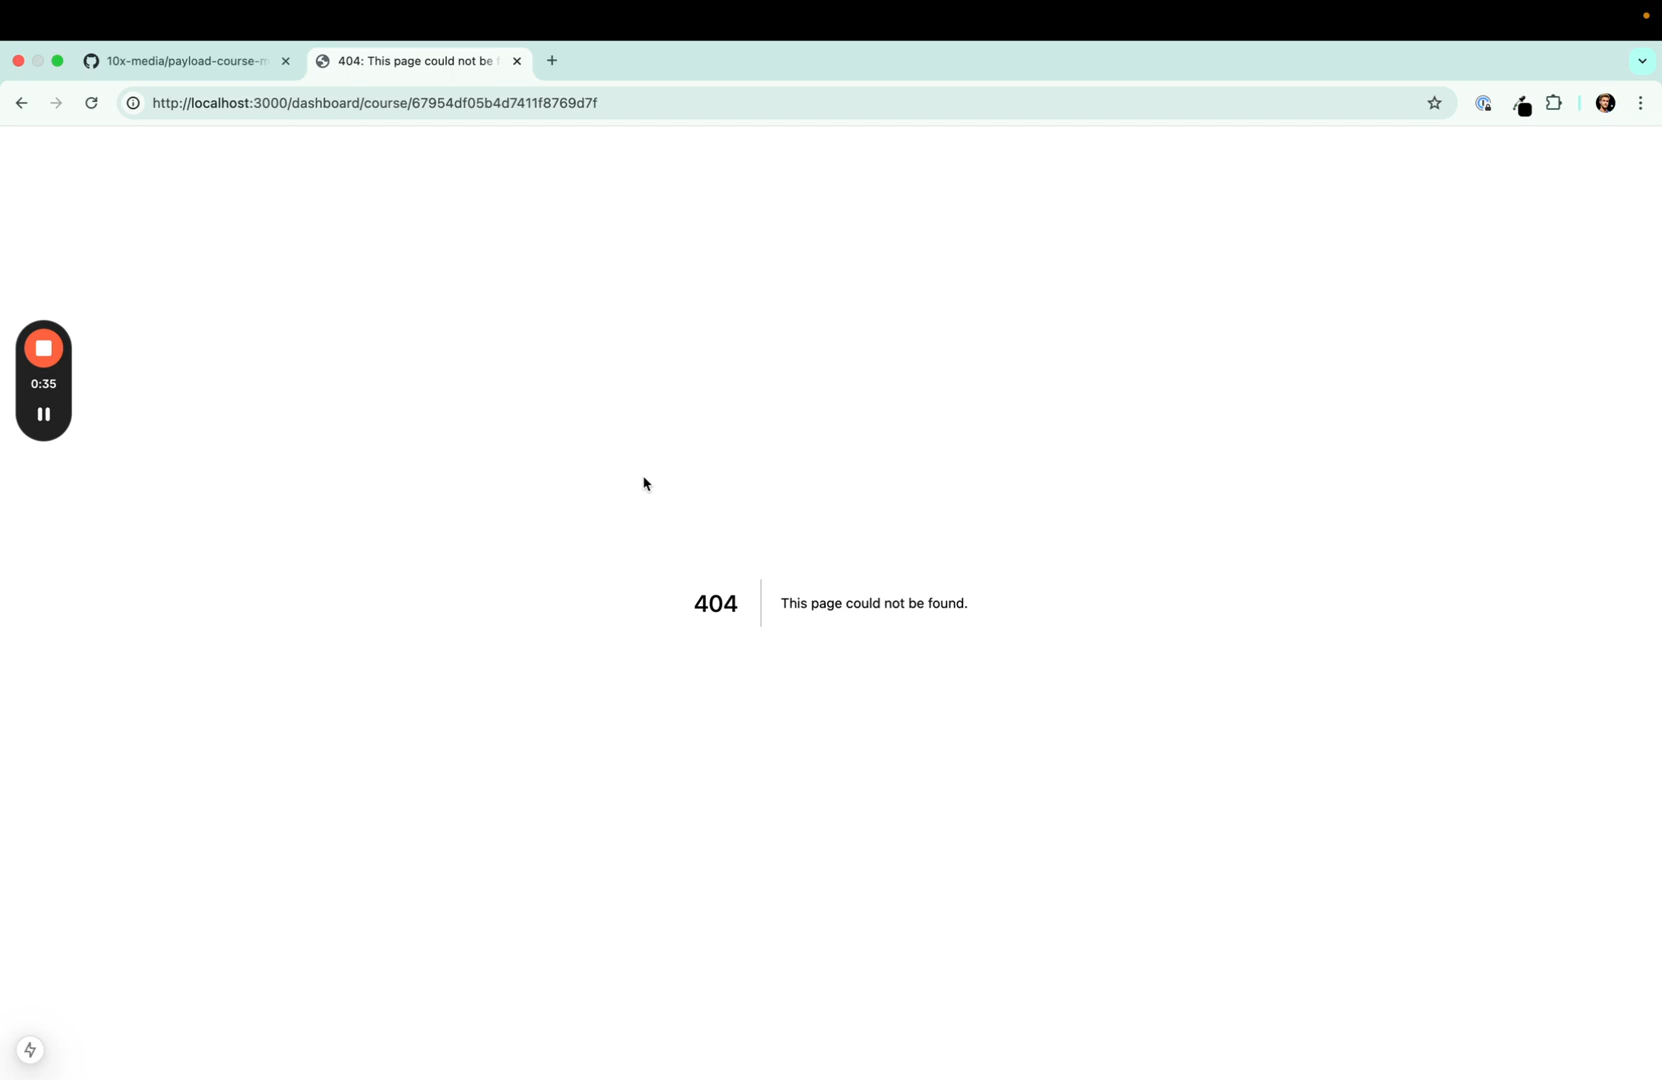 10x-media/payload-course-m
404: This page could not be f
http://localhost:3000/dashboard/course/67954df05b4d7411f8769d7f
0:35
404
This page could not be found.